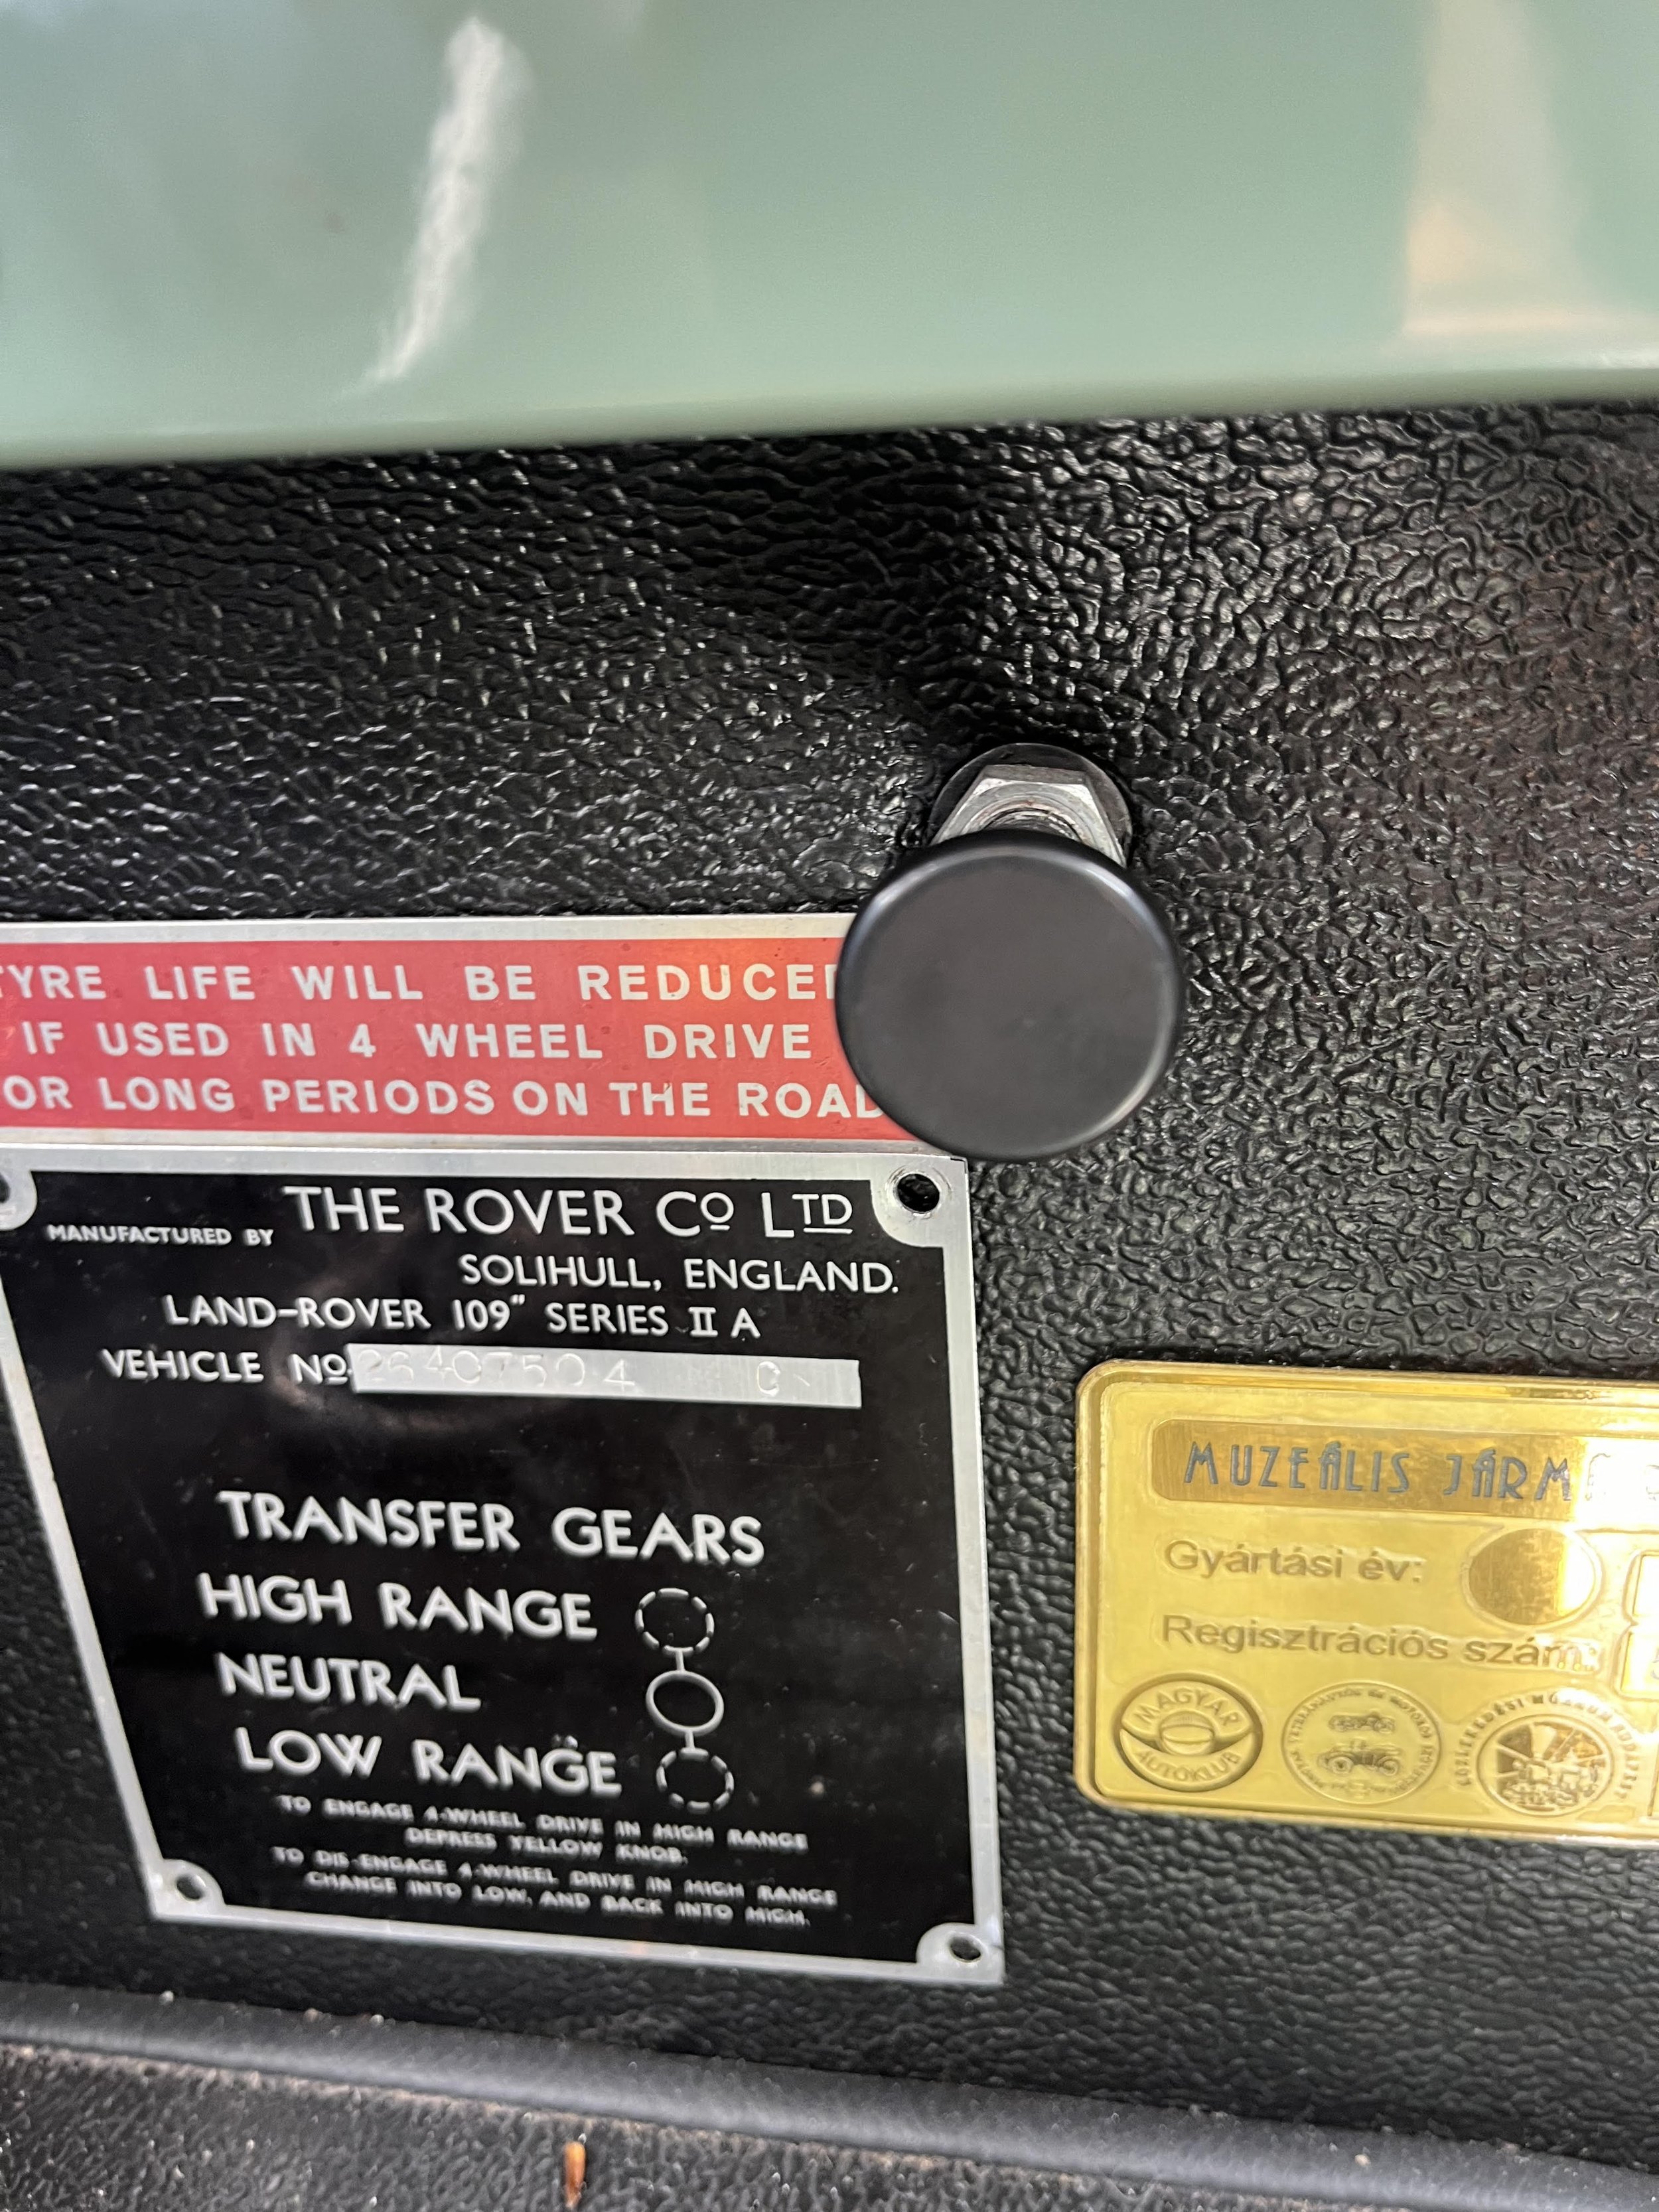 TYRE LIFE WILL BE REDUCED
IF USED IN 4 WHEEL DRIVE
OR LONG PERIODS ON THE ROAD
MANUFACTURED BY THE ROVER Cº LTD
SOLIHULL, ENGLAND.
LAND-ROVER 109" SERIES II A
VEHICLE Nº 26407504 C
TRANSFER GEARS
HIGH RANGE
NEUTRAL
LOW RANGE
TO ENGAGE 4-WHEEL DRIVE IN HIGH RANGE
DEPRESS YELLOW KNOB.
TO DIS-ENGAGE 4-WHEEL DRIVE IN HIGH RANGE
CHANGE INTO LOW, AND BACK INTO HIGH.
MUZEÁLIS JÁRM
Gyártási év:
Regisztrációs szám:
MAGYAR
AUTÓKLUB